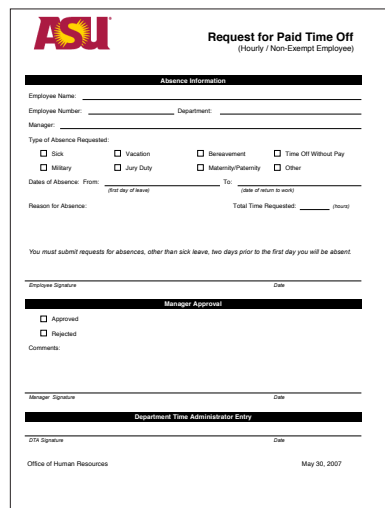 ASU
Request for Paid Time Off
(Hourly / Non-Exempt Employee)
Absence Information
Employee Name:
Employee Number: Department:
Manager:
Type of Absence Requested:
Sick Vacation Bereavement Time Off Without Pay
Military Jury Duty Maternity/Paternity Other
Dates of Absence: From: To:
(first day of leave) (date of return to work)
Reason for Absence: Total Time Requested: (hours)
You must submit requests for absences, other than sick leave, two days prior to the first day you will be absent.
Employee Signature Date
Manager Approval
Approved
Rejected
Comments:
Manager Signature Date
Department Time Administrator Entry
DTA Signature Date
Office of Human Resources May 30, 2007